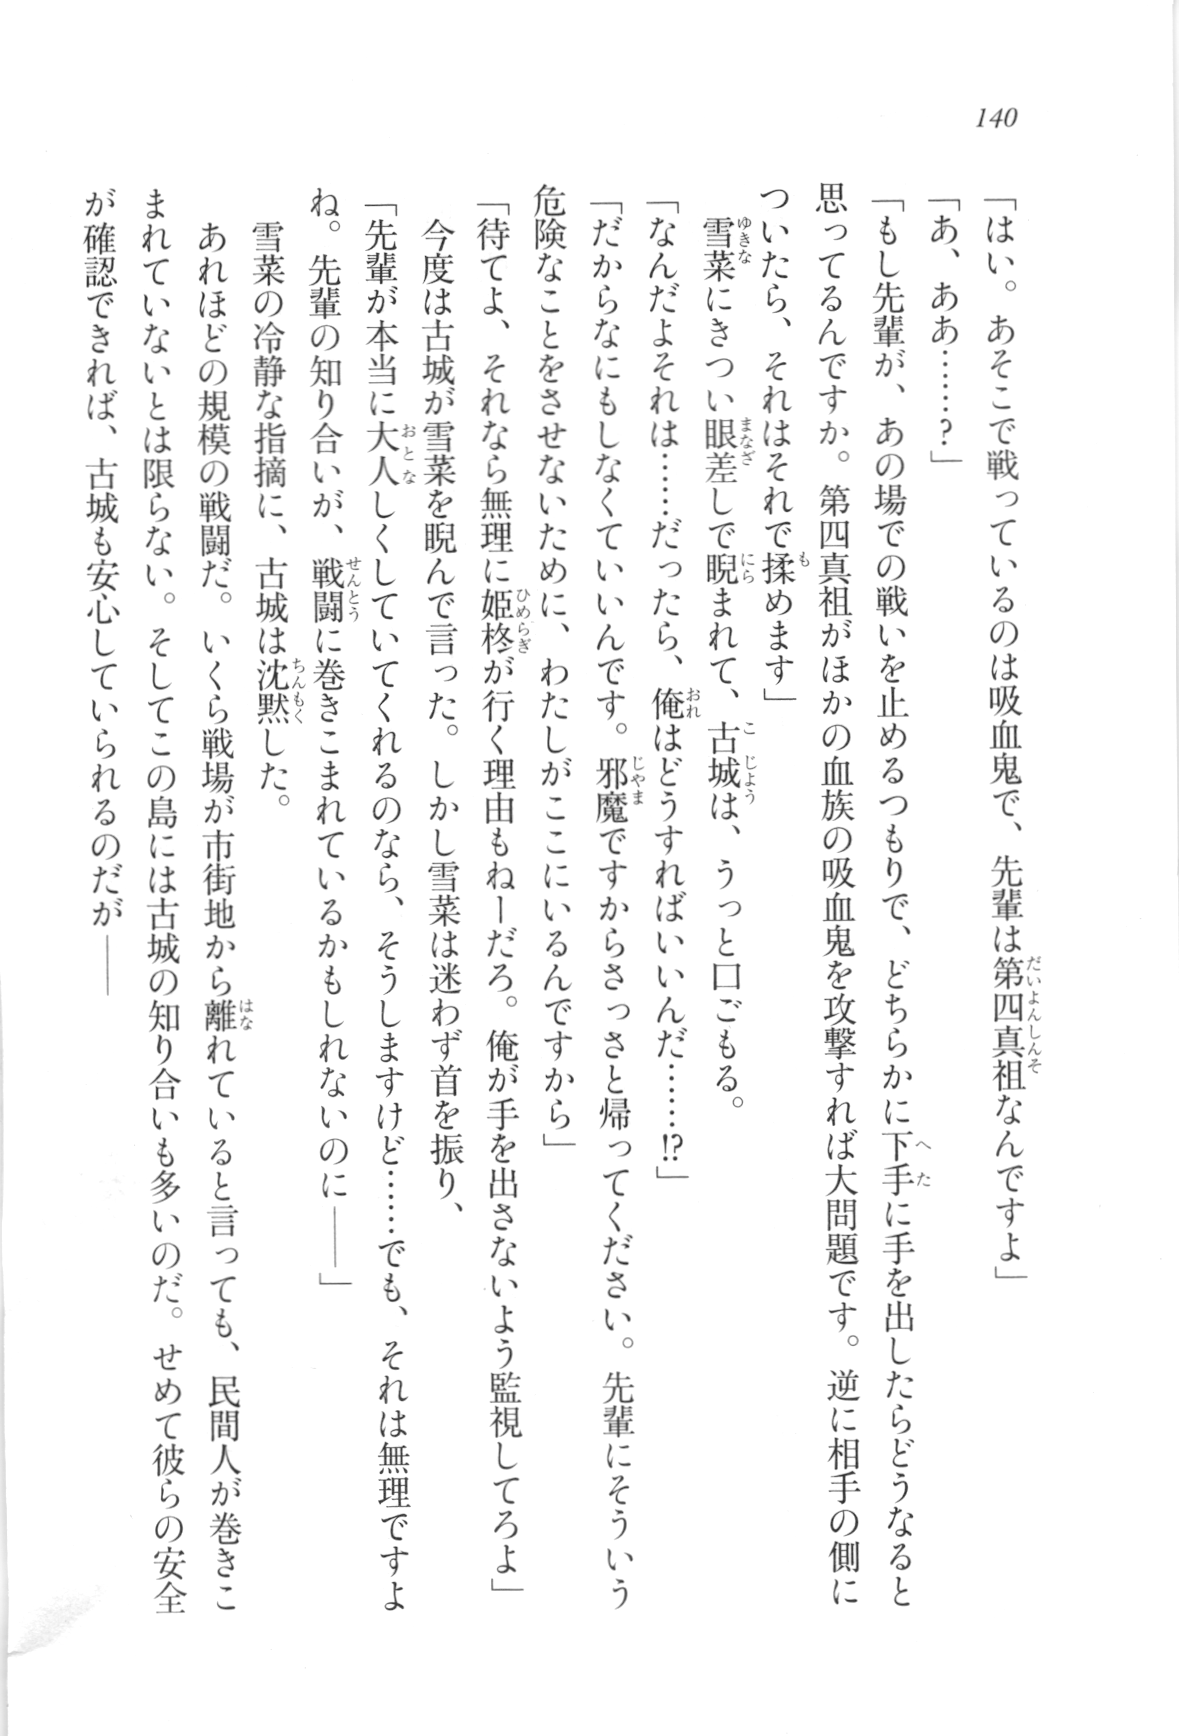 140
「はい。あそこで戦っているのは吸血鬼で、先輩は第四真祖なんですよ」
「あ、ああ……?」
「もし先輩が、あの場での戦いを止めるつもりで、どちらかに下手に手を出したらどうなると
思ってるんですか。第四真祖がほかの血族の吸血鬼を攻撃すれば大問題です。逆に相手の側に
ついたら、それはそれで揉めます」
　雪菜にきつい眼差しで睨まれて、古城は、うっと口ごもる。
「なんだよそれは……だったら、俺はどうすればいいんだ……!?」
「だからなにもしなくていいんです。邪魔ですからさっさと帰ってください。先輩にそういう
危険なことをさせないために、わたしがここにいるんですから」
「待てよ、それなら無理に姫柊が行く理由もねーだろ。俺が手を出さないよう監視してろよ」
　今度は古城が雪菜を睨んで言った。しかし雪菜は迷わず首を振り、
「先輩が本当に大人しくしていてくれるのなら、そうしますけど……でも、それは無理ですよ
ね。先輩の知り合いが、戦闘に巻きこまれているかもしれないのに――」
　雪菜の冷静な指摘に、古城は沈黙した。
　あれほどの規模の戦闘だ。いくら戦場が市街地から離れていると言っても、民間人が巻きこ
まれていないとは限らない。そしてこの島には古城の知り合いも多いのだ。せめて彼らの安全
が確認できれば、古城も安心していられるのだが――